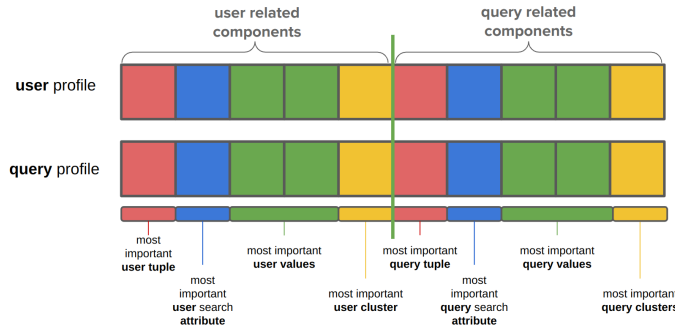 user related
components
query related
components
user profile
query profile
most
important
user tuple
most
important
user search
attribute
most important
user values
most important
user cluster
most important
query tuple
most
important
query search
attribute
most important
query values
most important
query clusters